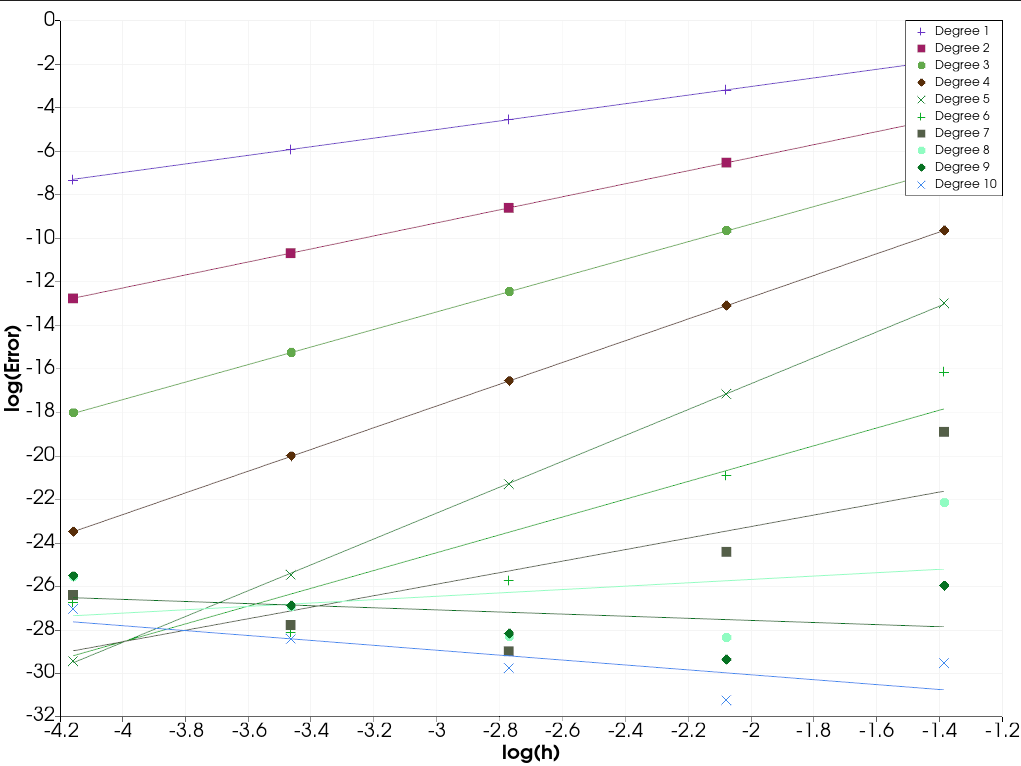 0
-2
-4
-6
-8
-10
-12
-14
-16
-18
-20
-22
-24
-26
-28
-30
-32
log(Error)
-4.2 -4 -3.8 -3.6 -3.4 -3.2 -3 -2.8 -2.6 -2.4 -2.2 -2 -1.8 -1.6 -1.4 -1.2
log(h)
Degree 1
Degree 2
Degree 3
Degree 4
Degree 5
Degree 6
Degree 7
Degree 8
Degree 9
Degree 10